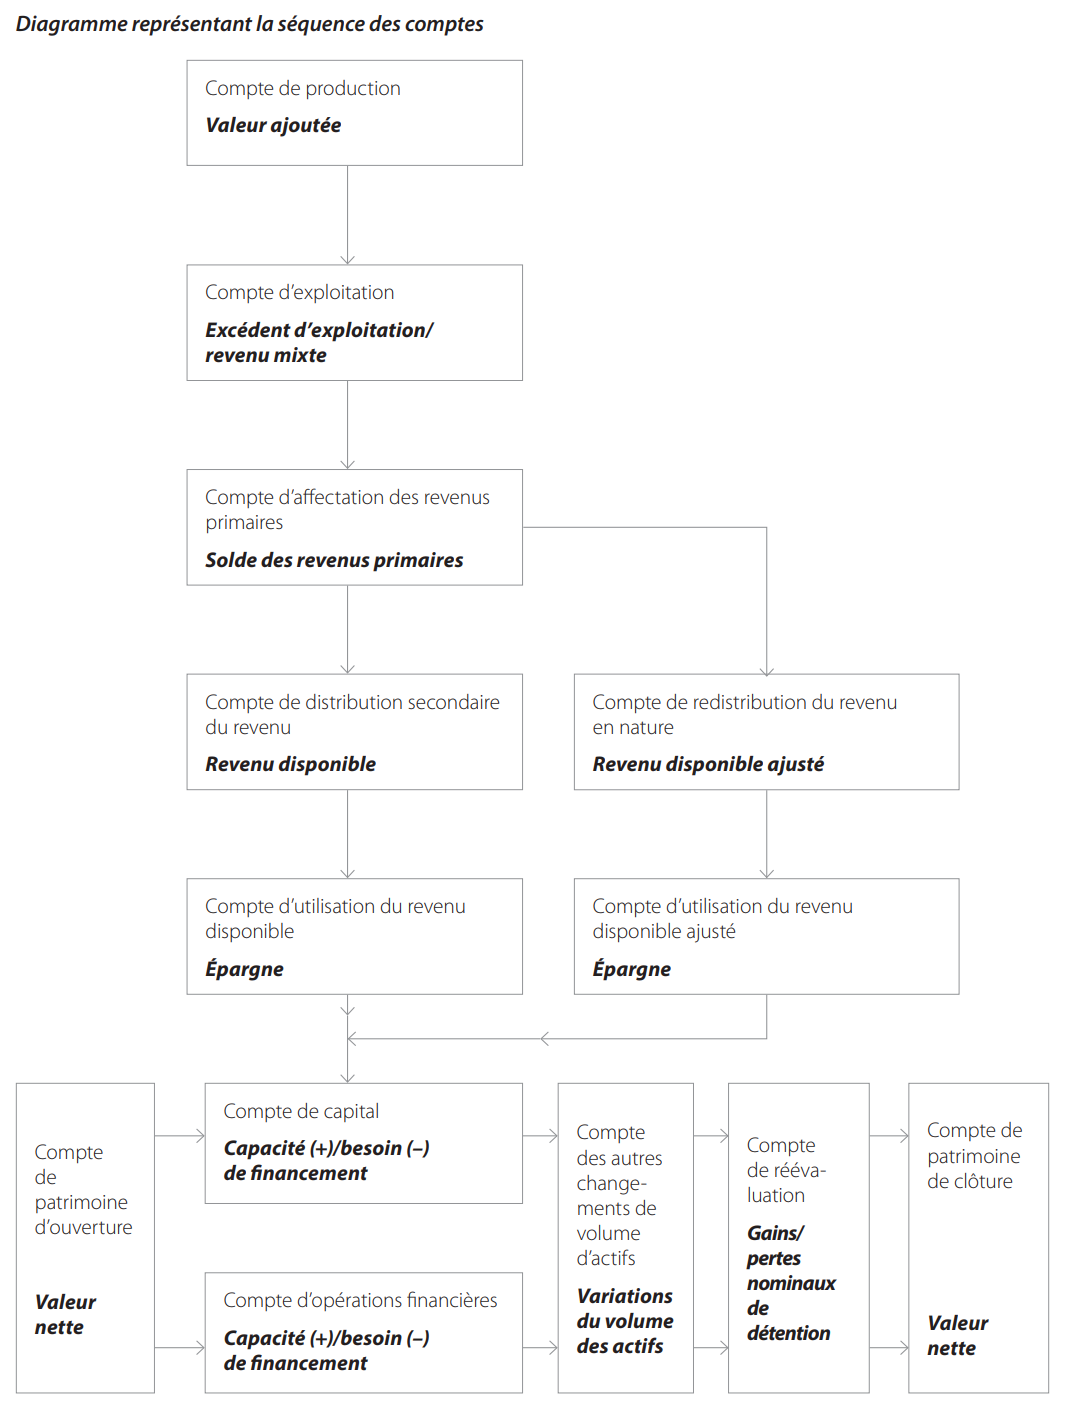 Diagramme représentant la séquence des comptes
Compte de production
Valeur ajoutée
Compte d’exploitation
Excédent d’exploitation/
revenu mixte
Compte d’affectation des revenus
primaires
Solde des revenus primaires
Compte de distribution secondaire
du revenu
Revenu disponible
Compte de redistribution du revenu
en nature
Revenu disponible ajusté
Compte d’utilisation du revenu
disponible
Épargne
Compte d’utilisation du revenu
disponible ajusté
Épargne
Compte
de
patrimoine
d’ouverture
Valeur
nette
Compte de capital
Capacité (+)/besoin (–)
de financement
Compte d’opérations financières
Capacité (+)/besoin (–)
de financement
Compte
des autres
change-
ments de
volume
d’actifs
Variations
du volume
des actifs
Compte
de rééva-
luation
Gains/
pertes
nominaux
de
détention
Compte de
patrimoine
de clôture
Valeur
nette